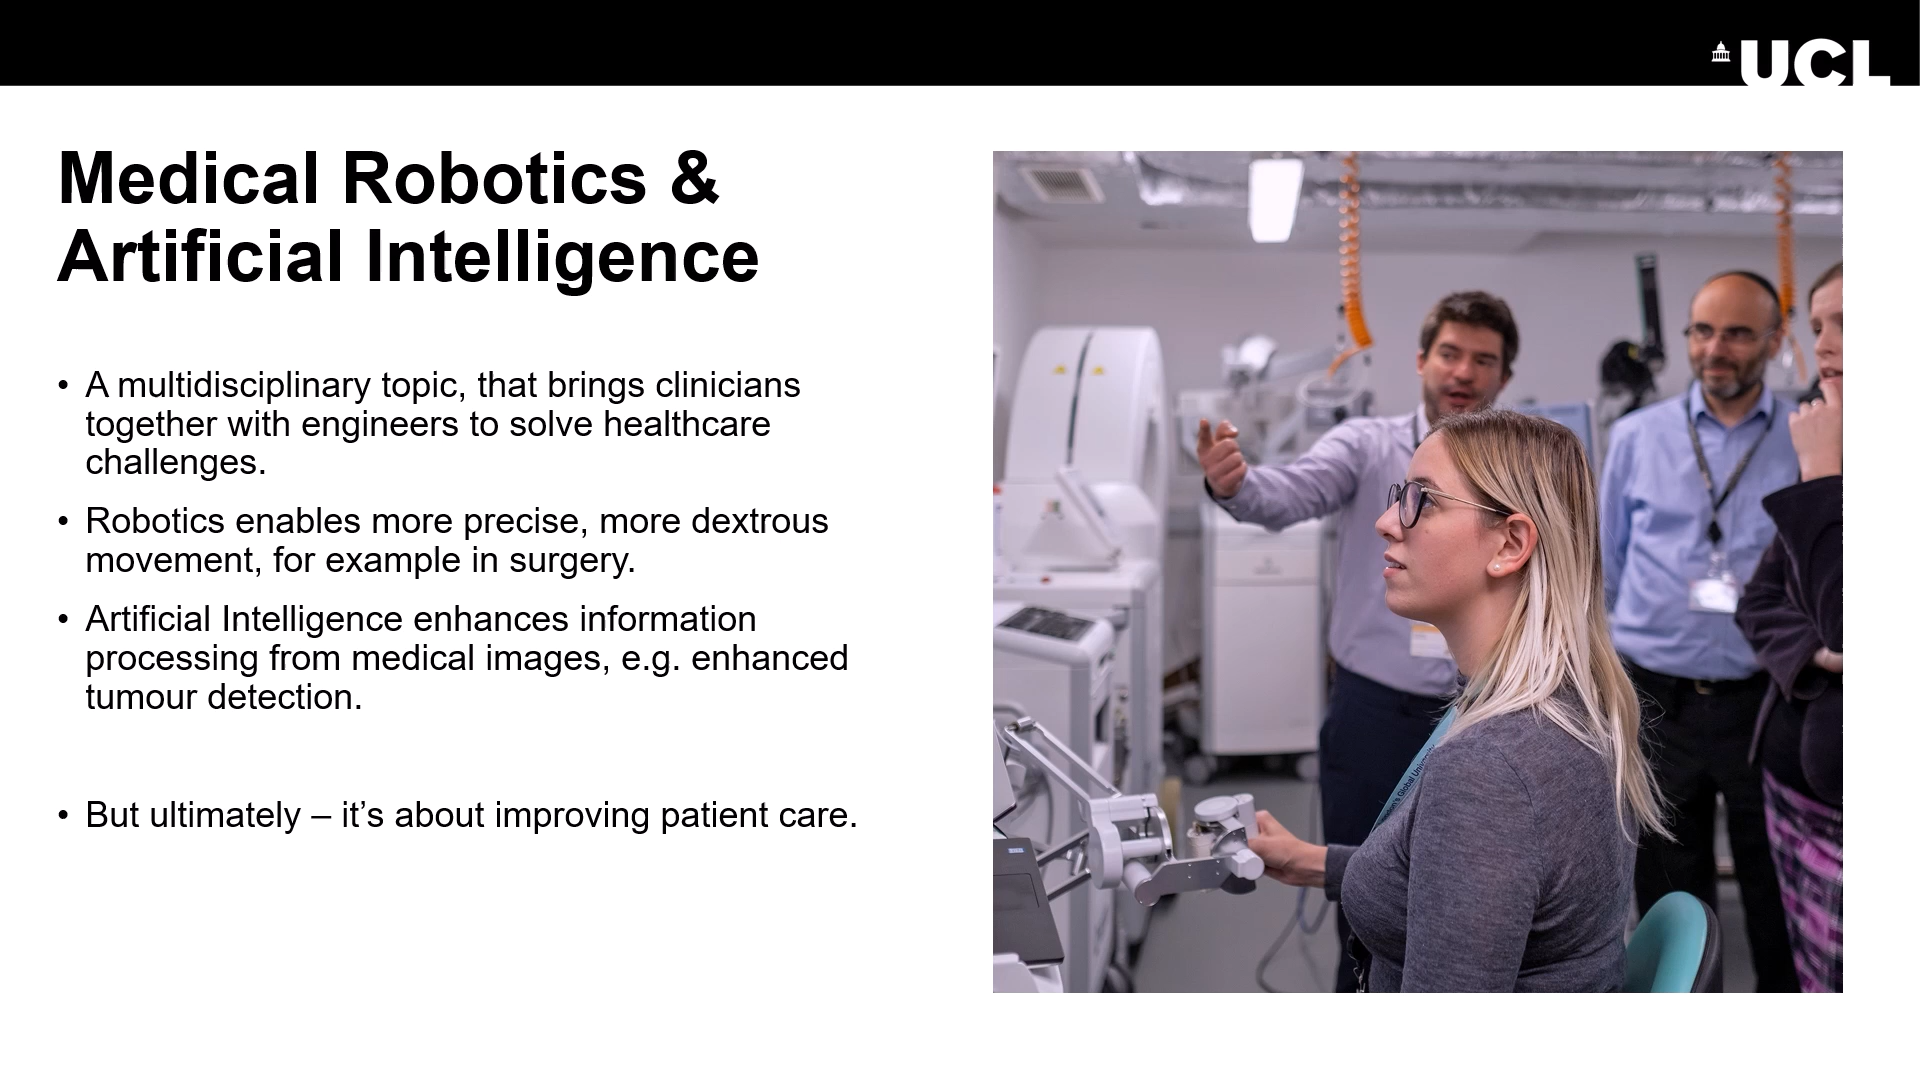 UCL
Medical Robotics &
Artificial Intelligence
• A multidisciplinary topic, that brings clinicians
together with engineers to solve healthcare
challenges.
• Robotics enables more precise, more dextrous
movement, for example in surgery.
• Artificial Intelligence enhances information
processing from medical images, e.g. enhanced
tumour detection.
• But ultimately – it’s about improving patient care.
Global University